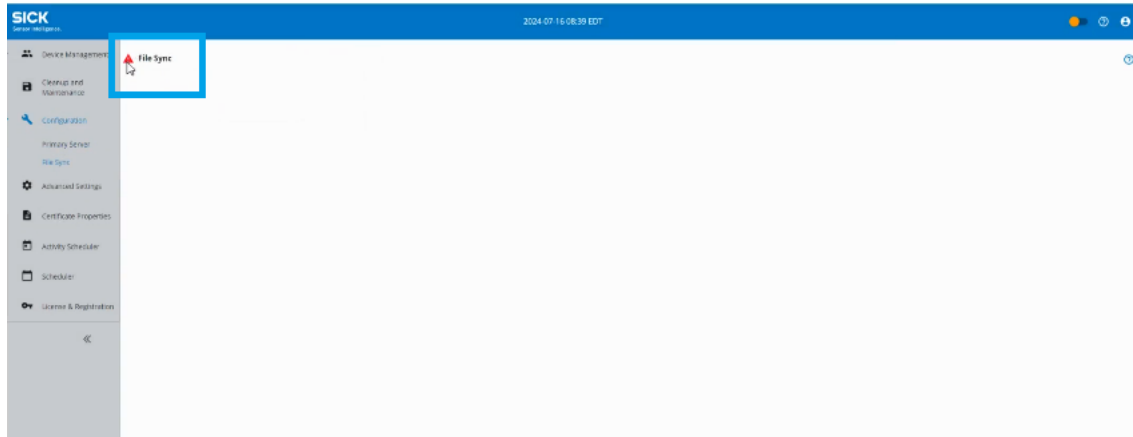 SICK
Sensor Intelligence.
2024-07-16 08:39 EDT
Device Management
File Sync
Cleanup and
Maintenance
Configuration
Primary Server
File Sync
Advanced Settings
Certificate Properties
Activity Scheduler
Scheduler
License & Registration